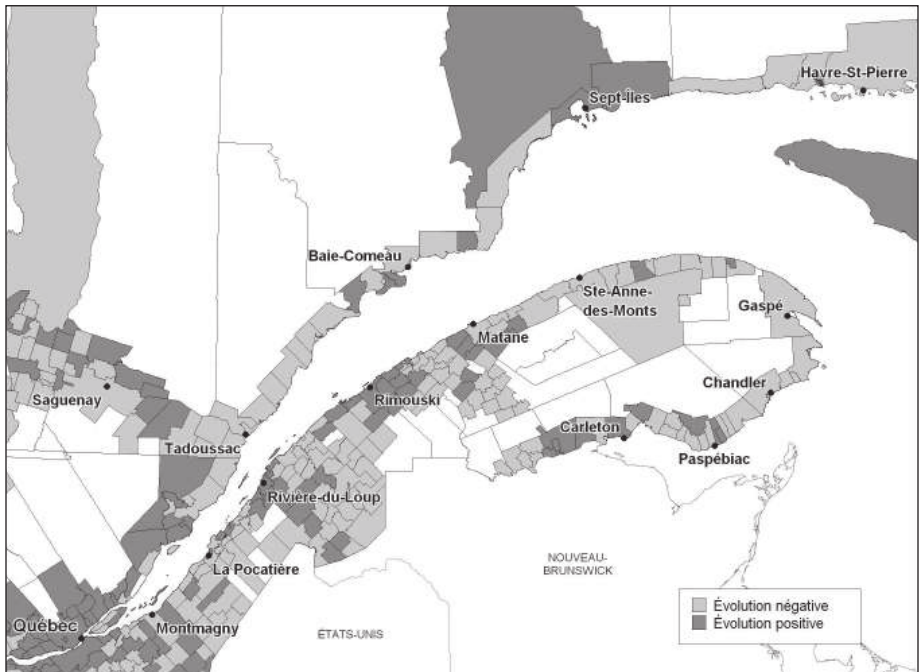 Havre-St-Pierre
Sept-Îles
Baie-Comeau
Ste-Anne-
des-Monts
Gaspé
Matane
Chandler
Saguenay
Rimouski
Carleton
Tadoussac
Paspébiac
Rivière-du-Loup
La Pocatière
NOUVEAU-
BRUNSWICK
Québec
Montmagny
ÉTATS-UNIS
Évolution négative
Évolution positive